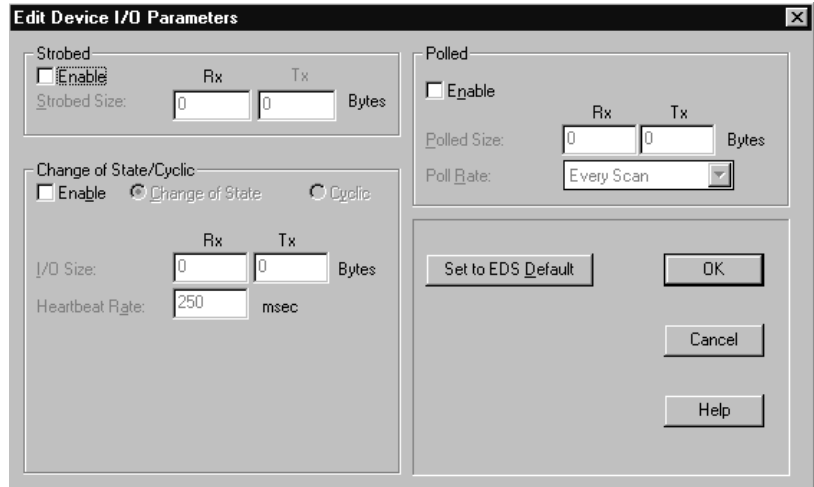 Edit Device I/O Parameters
Strobed
Enable Rx Tx
Strobed Size: 0 0 Bytes
Change of State/Cyclic
Enable Change of State Cyclic
Rx Tx
I/O Size: 0 0 Bytes
Heartbeat Rate: 250 msec
Polled
Enable
Rx Tx
Polled Size: 0 0 Bytes
Poll Rate: Every Scan
Set to EDS Default OK
Cancel
Help